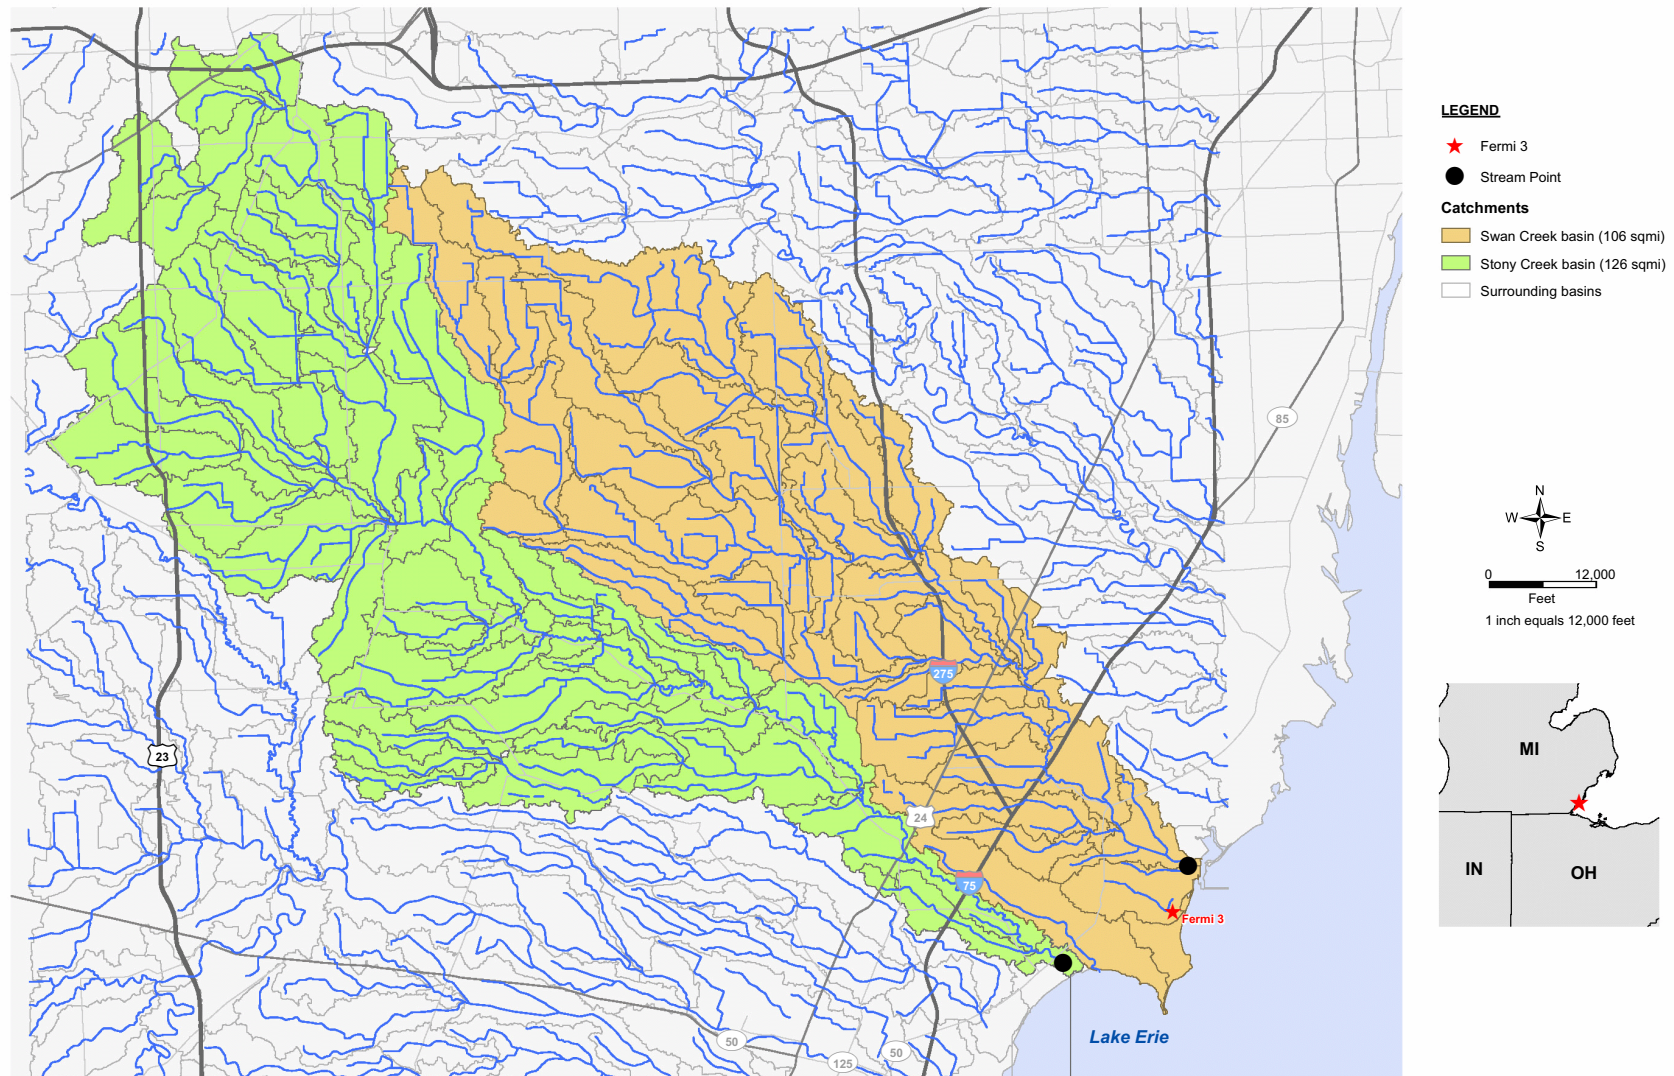 LEGEND
Fermi 3
Stream Point
Catchments
Swan Creek basin (106 sqmi)
Stony Creek basin (126 sqmi)
Surrounding basins
85
N
W E
S
0 12,000
Feet
1 inch equals 12,000 feet
275
23
MI
24
IN
OH
75
Fermi 3
Lake Erie
50
50
125